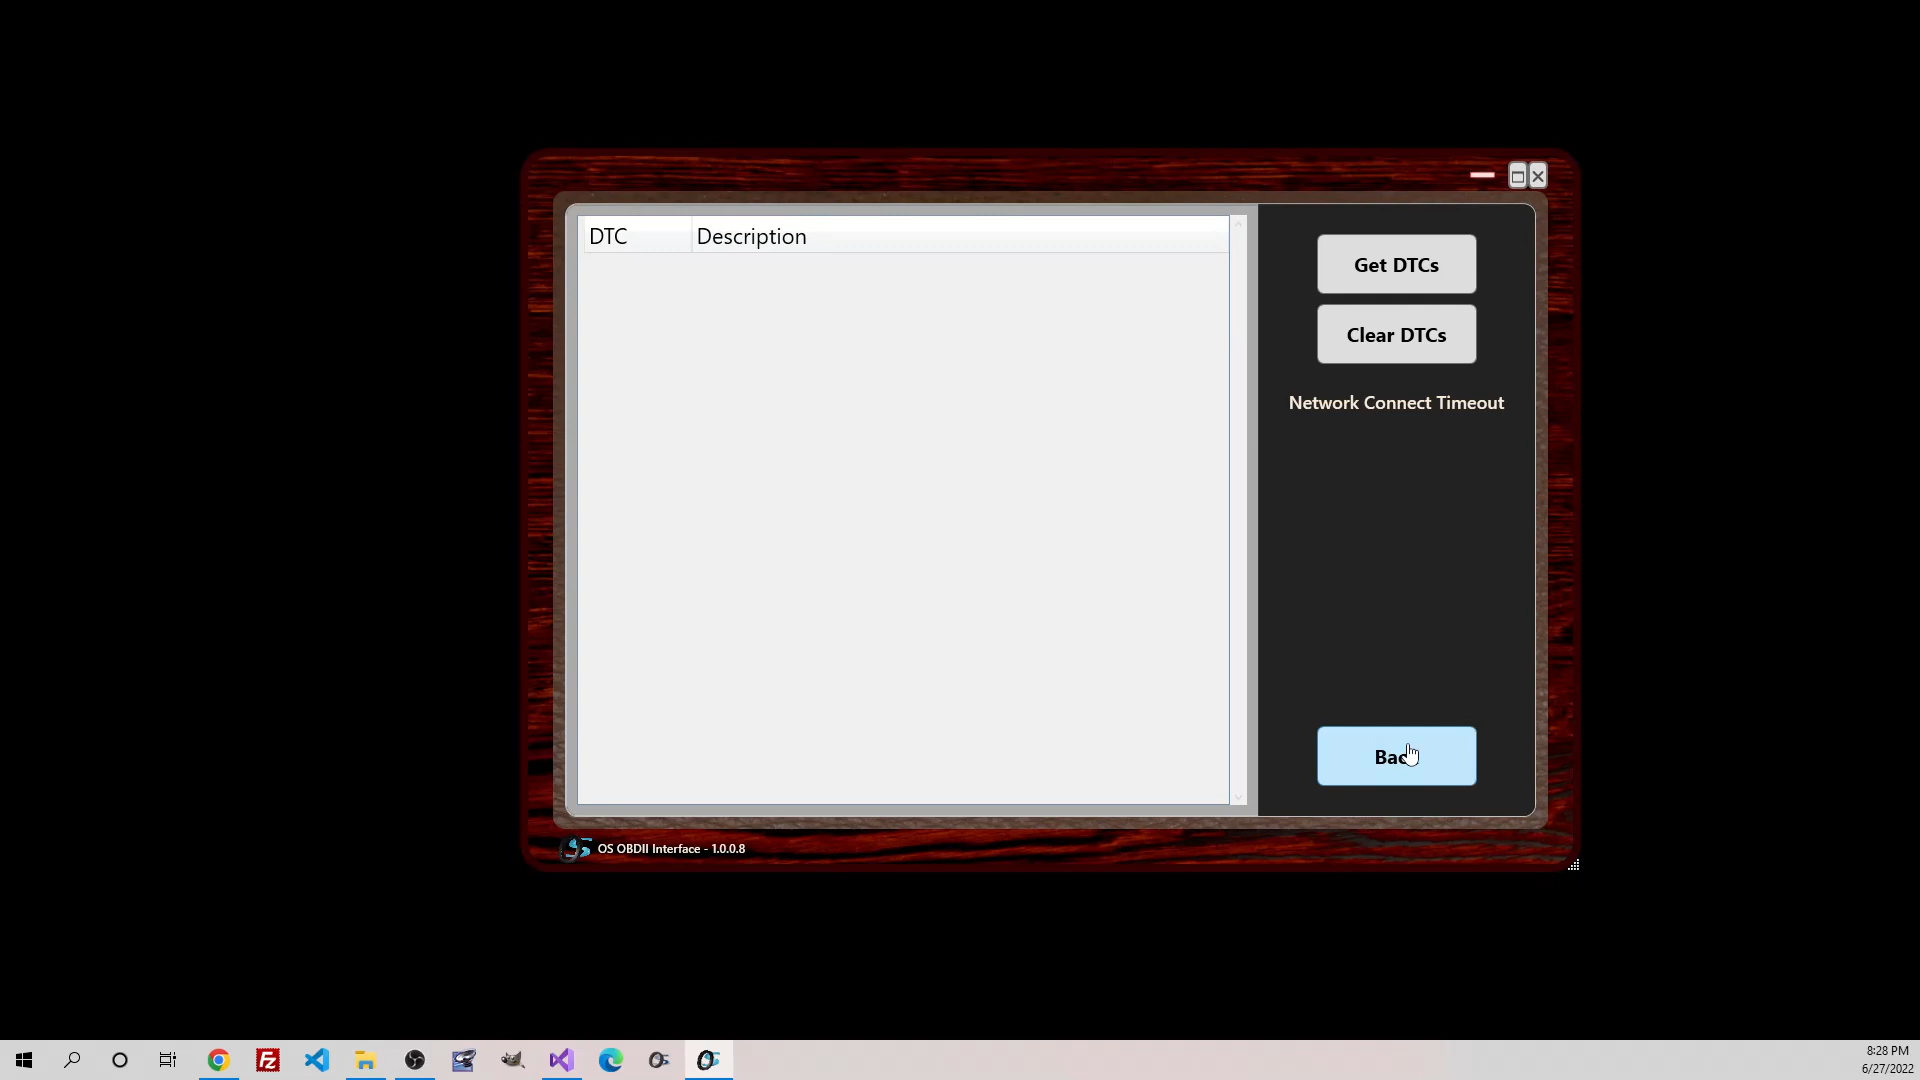 DTC
Description
Get DTCs
Clear DTCs
Network Connect Timeout
OS OBDII Interface - 1.0.0.8
8:28 PM
6/27/2022